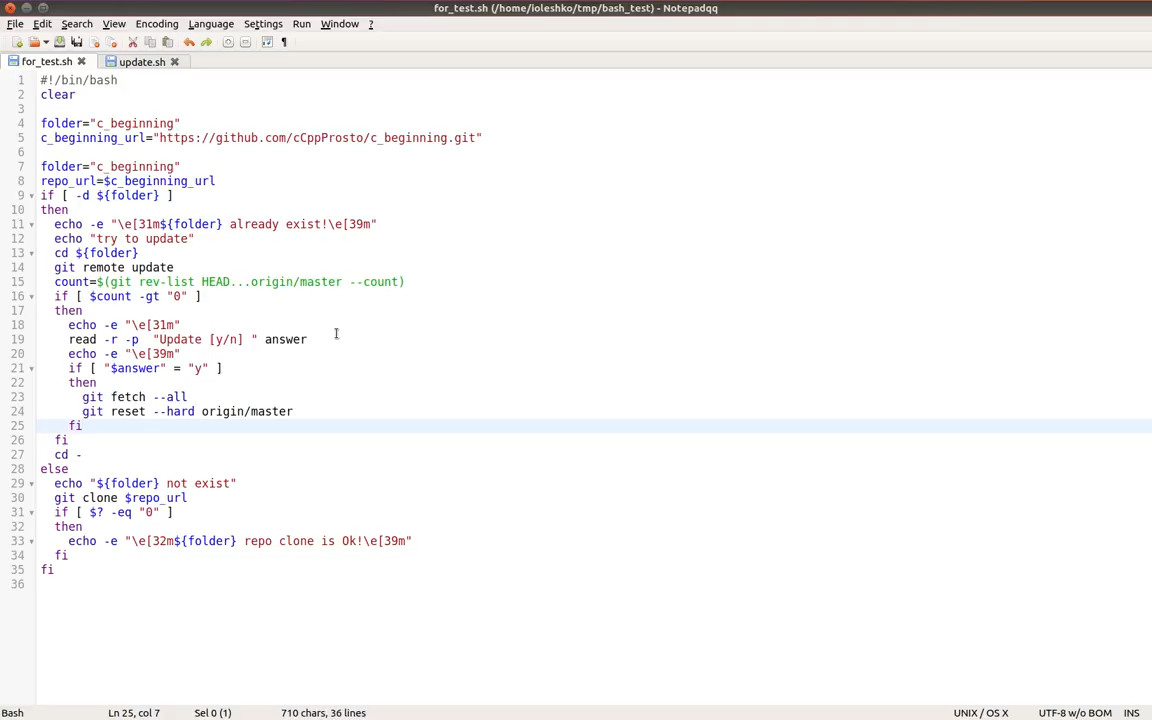 for_test.sh (/home/ioleshko/tmp/bash_test) - Notepadqq
File Edit Search View Encoding Language Settings Run Window ?
for_test.sh update.sh
1 #!/bin/bash
2 clear
3
4 folder="c_beginning"
5 c_beginning_url="https://github.com/cCppProsto/c_beginning.git"
6
7 folder="c_beginning"
8 repo_url=$c_beginning_url
9 if [ -d ${folder} ]
10 then
11   echo -e "\e[31m${folder} already exist!\e[39m"
12   echo "try to update"
13   cd ${folder}
14   git remote update
15   count=$(git rev-list HEAD...origin/master --count)
16   if [ $count -gt "0" ]
17   then
18     echo -e "\e[31m"
19     read -r -p  "Update [y/n] " answer
20     echo -e "\e[39m"
21     if [ "$answer" = "y" ]
22     then
23       git fetch --all
24       git reset --hard origin/master
25     fi
26   fi
27   cd -
28 else
29   echo "${folder} not exist"
30   git clone $repo_url
31   if [ $? -eq "0" ]
32   then
33     echo -e "\e[32m${folder} repo clone is Ok!\e[39m"
34   fi
35 fi
36
Bash Ln 25, col 7 Sel 0 (1) 710 chars, 36 lines UNIX / OS X UTF-8 w/o BOM INS